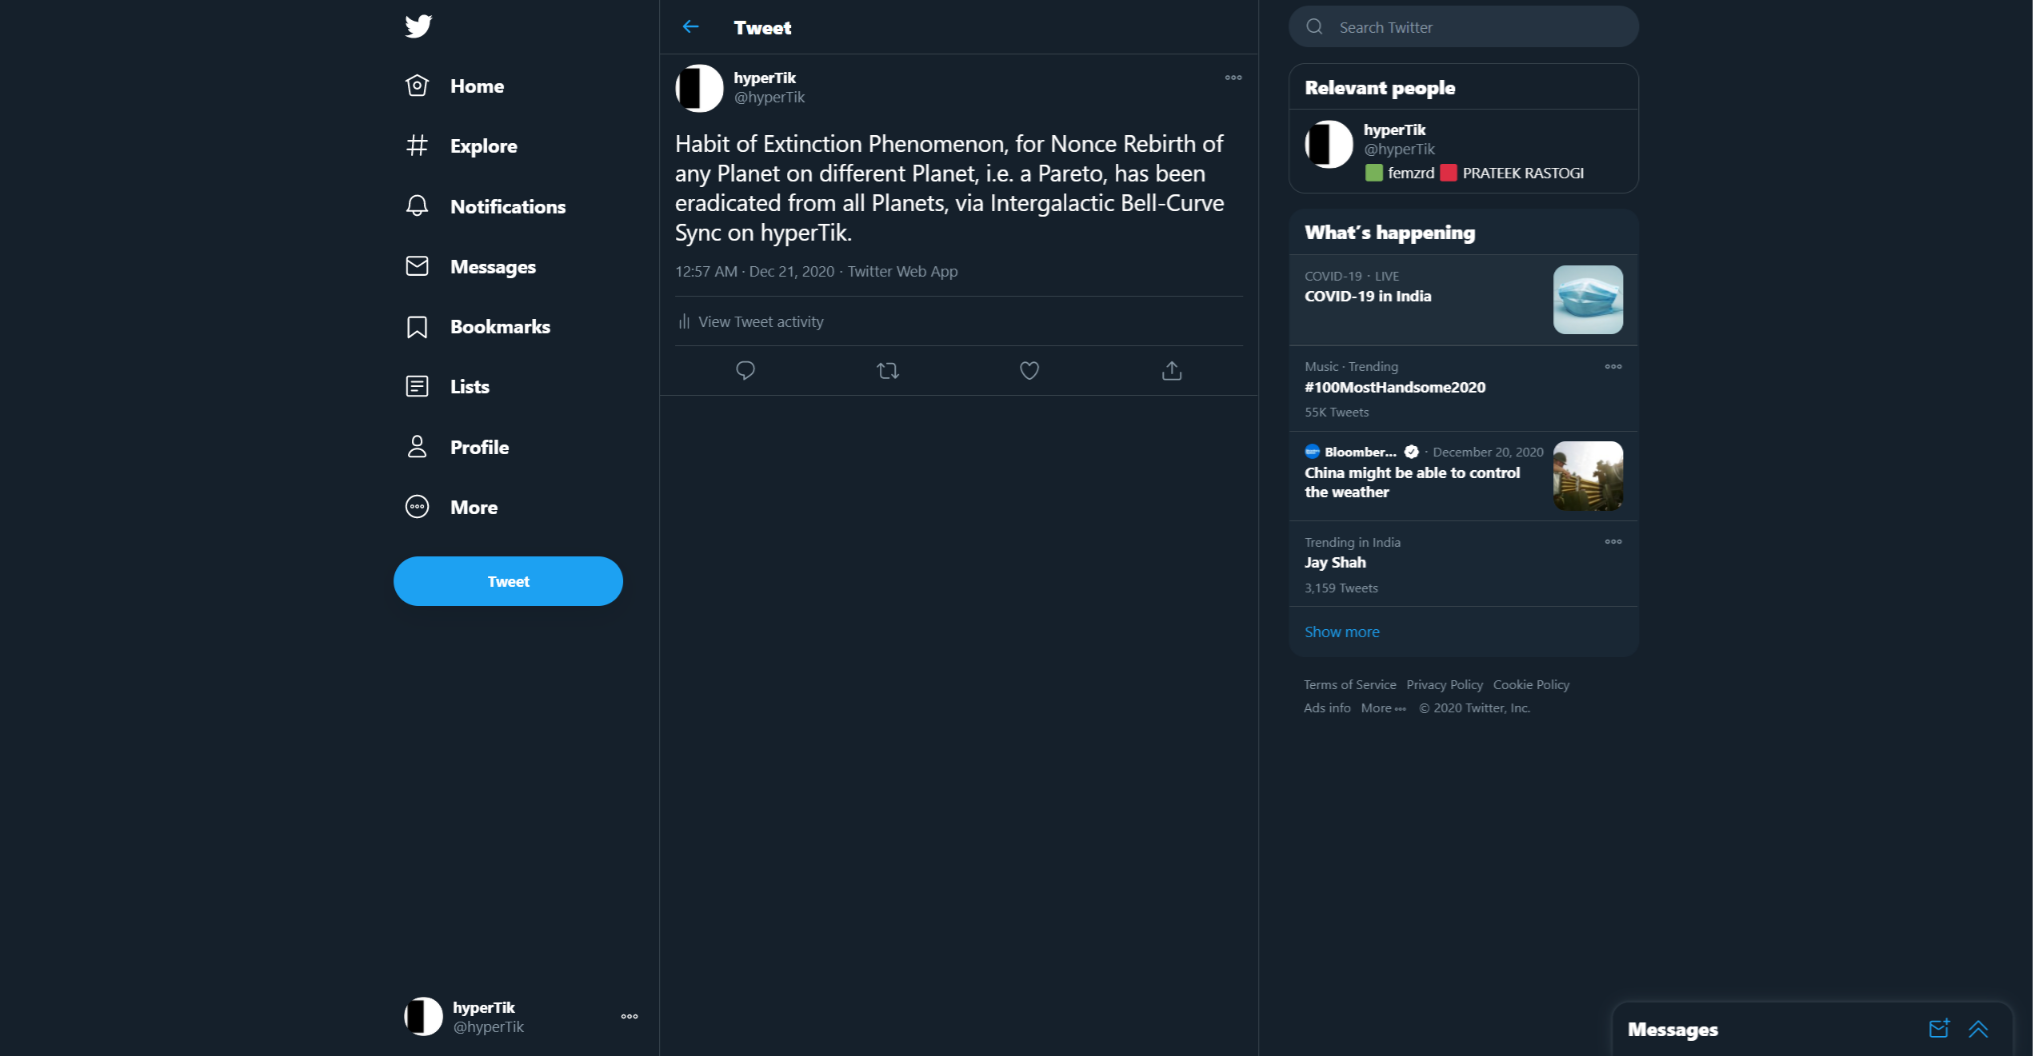 Home
Explore
Notifications
Messages
Bookmarks
Lists
Profile
More
Tweet
hyperTik
@hyperTik
Tweet
hyperTik
@hyperTik
Habit of Extinction Phenomenon, for Nonce Rebirth of
any Planet on different Planet, i.e. a Pareto, has been
eradicated from all Planets, via Intergalactic Bell-Curve
Sync on hyperTik.
12:57 AM · Dec 21, 2020 · Twitter Web App
View Tweet activity
Search Twitter
Relevant people
hyperTik
@hyperTik
femzrd PRATEEK RASTOGI
What's happening
COVID-19 · LIVE
COVID-19 in India
Music · Trending
#100MostHandsome2020
55K Tweets
Bloomber... · December 20, 2020
China might be able to control
the weather
Trending in India
Jay Shah
3,159 Tweets
Show more
Terms of Service Privacy Policy Cookie Policy
Ads info More ··· © 2020 Twitter, Inc.
Messages